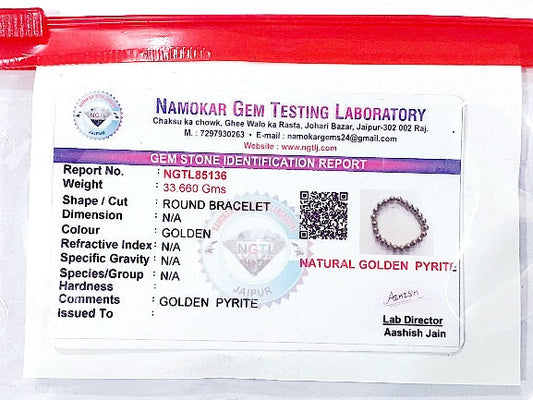 NAMOKAR GEM TESTING LABORATORY
Chaksu ka chowk, Ghee Walo ka Rasta, Johari Bazar, Jaipur-302 002 Raj.
M. : 7297930263 • E-mail : namokargems24@gmail.com
Website : www.ngtlj.com
NGTL
JAIPUR
GEM STONE IDENTIFICATION REPORT
Report No. : NGTL85136
Weight : 33.660 Gms
Shape / Cut : ROUND BRACELET
Dimension : N/A
Colour : GOLDEN
Refractive Index : N/A
Specific Gravity : N/A
Species/Group : N/A
Hardness :
Comments : GOLDEN PYRITE
Issued To :
NGTL
JAIPUR
NATURAL GOLDEN PYRITE
Aashish
Lab Director
Aashish Jain